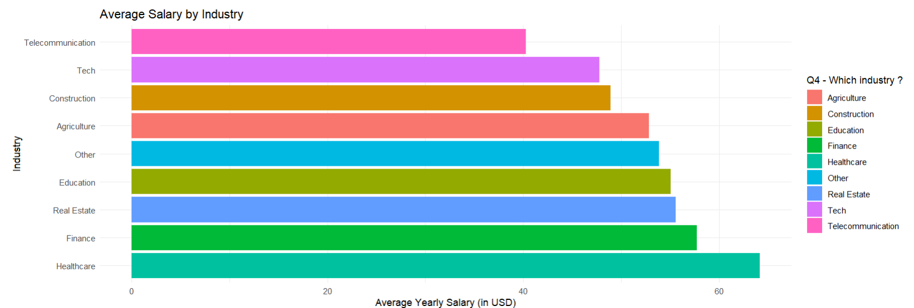 Average Salary by Industry
Telecommunication
Tech
Construction
Agriculture
Other
Education
Real Estate
Finance
Healthcare
Industry
0 20 40 60
Average Yearly Salary (in USD)
Q4 - Which industry ?
Agriculture
Construction
Education
Finance
Healthcare
Other
Real Estate
Tech
Telecommunication